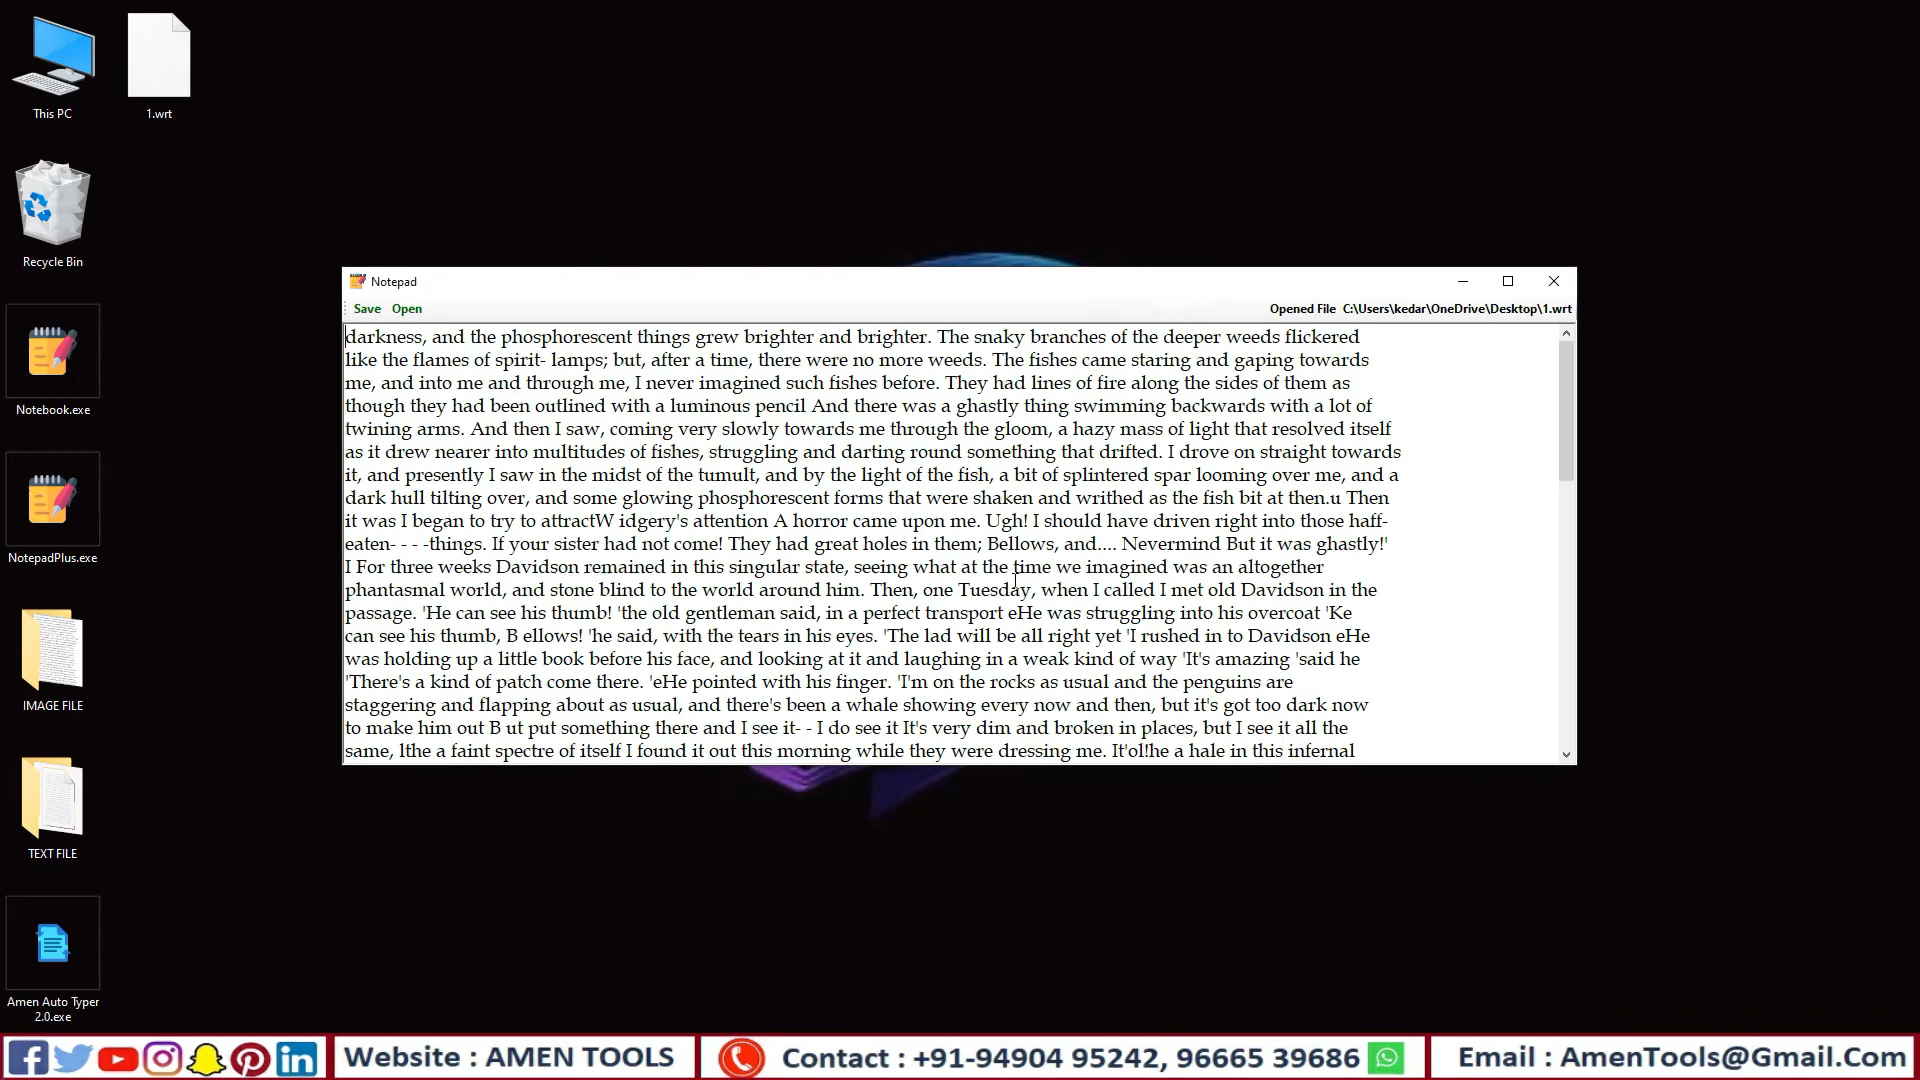 This PC
1.wrt
Recycle Bin
Notebook.exe
NotepadPlus.exe
IMAGE FILE
TEXT FILE
Amen Auto Typer
2.0.exe
Notepad
Save Open
Opened File C:\Users\kedar\OneDrive\Desktop\1.wrt
darkness, and the phosphorescent things grew brighter and brighter. The snaky branches of the deeper weeds flickered
like the flames of spirit- lamps; but, after a time, there were no more weeds. The fishes came staring and gaping towards
me, and into me and through me, I never imagined such fishes before. They had lines of fire along the sides of them as
though they had been outlined with a luminous pencil And there was a ghastly thing swimming backwards with a lot of
twining arms. And then I saw, coming very slowly towards me through the gloom, a hazy mass of light that resolved itself
as it drew nearer into multitudes of fishes, struggling and darting round something that drifted. I drove on straight towards
it, and presently I saw in the midst of the tumult, and by the light of the fish, a bit of splintered spar looming over me, and a
dark hull tilting over, and some glowing phosphorescent forms that were shaken and writhed as the fish bit at then.u Then
it was I began to try to attractW idgery's attention A horror came upon me. Ugh! I should have driven right into those haff-
eaten- - - -things. If your sister had not come! They had great holes in them; Bellows, and.... Nevermind But it was ghastly!'
I For three weeks Davidson remained in this singular state, seeing what at the time we imagined was an altogether
phantasmal world, and stone blind to the world around him. Then, one Tuesday, when I called I met old Davidson in the
passage. 'He can see his thumb! 'the old gentleman said, in a perfect transport eHe was struggling into his overcoat 'Ke
can see his thumb, B ellows! 'he said, with the tears in his eyes. 'The lad will be all right yet 'I rushed in to Davidson eHe
was holding up a little book before his face, and looking at it and laughing in a weak kind of way 'It's amazing 'said he
'There's a kind of patch come there. 'eHe pointed with his finger. 'I'm on the rocks as usual and the penguins are
staggering and flapping about as usual, and there's been a whale showing every now and then, but it's got too dark now
to make him out B ut put something there and I see it- - I do see it It's very dim and broken in places, but I see it all the
same, lthe a faint spectre of itself I found it out this morning while they were dressing me. It'ol!he a hale in this infernal
Website : AMEN TOOLS
Contact : +91-94904 95242, 96665 39686
Email : AmenTools@Gmail.Com